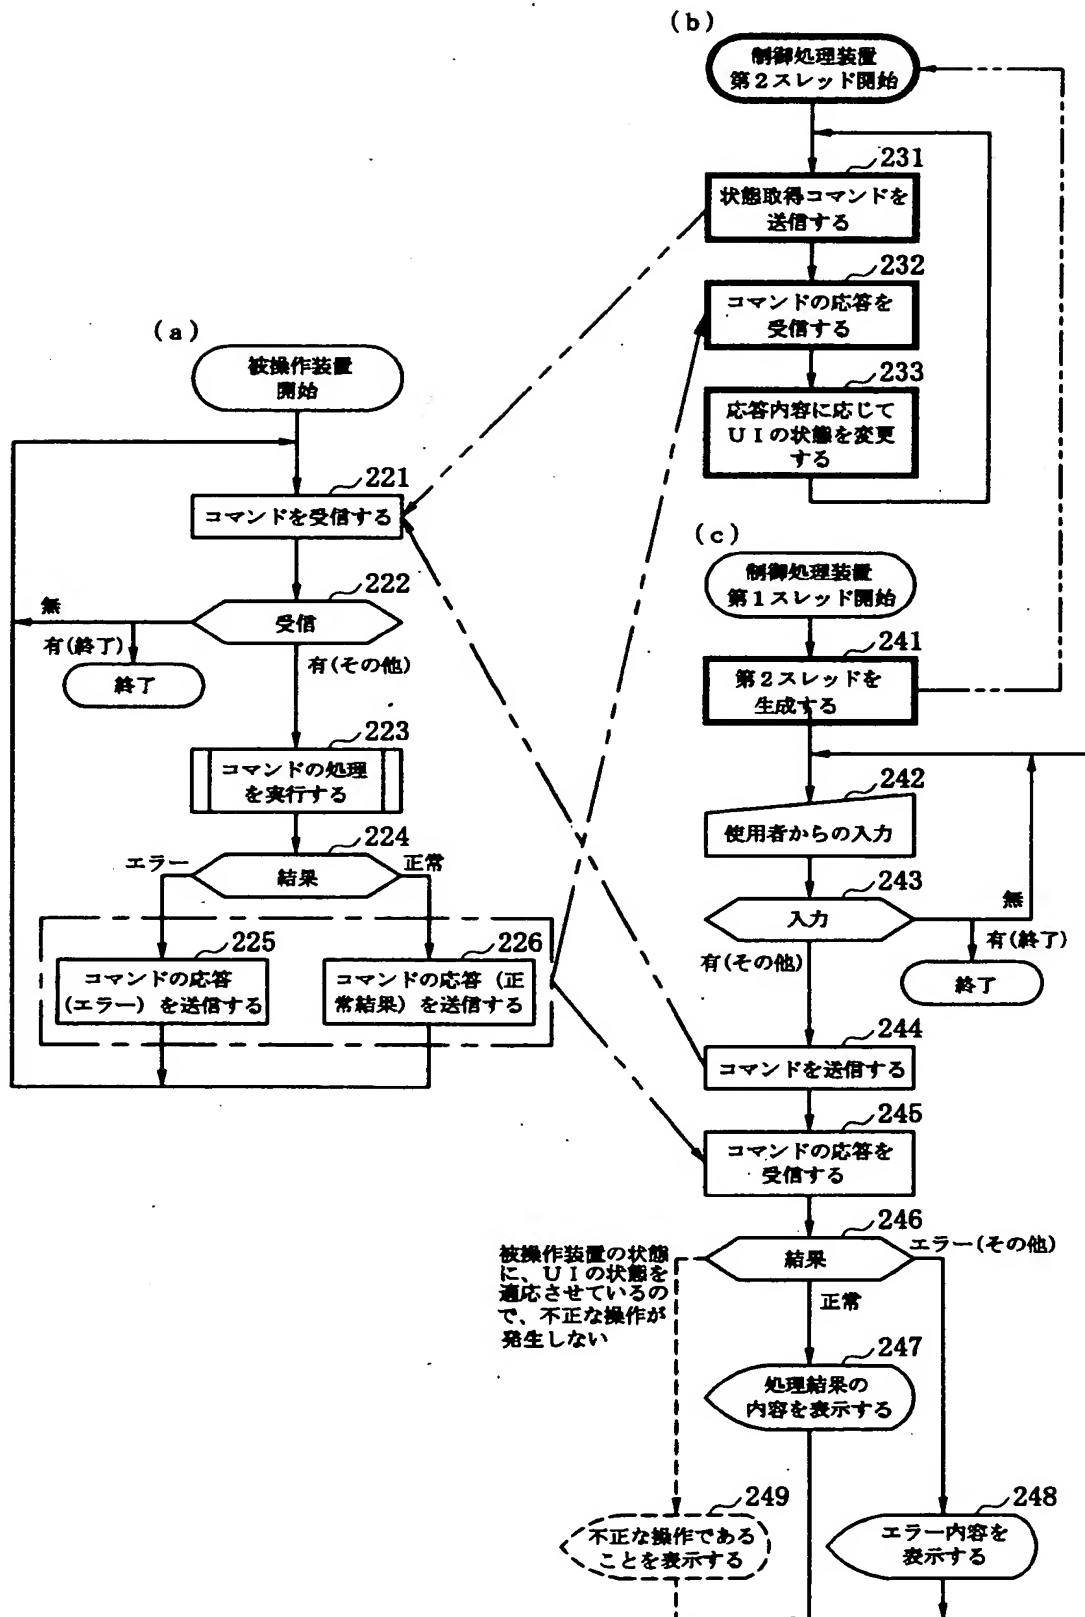 (a)
被操作装置
開始
221
コマンドを受信する
222
受信
無
有(終了)
終了
有(その他)
223
コマンドの処理
を実行する
224
結果
エラー
正常
225
コマンドの応答
(エラー)を送信する
226
コマンドの応答(正
常結果)を送信する
(b)
制御処理装置
第2スレッド開始
231
状態取得コマンドを
送信する
232
コマンドの応答を
受信する
233
応答内容に応じて
UIの状態を変更
する
(c)
制御処理装置
第1スレッド開始
241
第2スレッドを
生成する
242
使用者からの入力
243
入力
無
有(終了)
終了
有(その他)
244
コマンドを送信する
245
コマンドの応答を
受信する
246
結果
エラー(その他)
正常
被操作装置の状態
に、UIの状態を
適応させているの
で、不正な操作が
発生しない
247
処理結果の
内容を表示する
249
不正な操作である
ことを表示する
248
エラー内容を
表示する